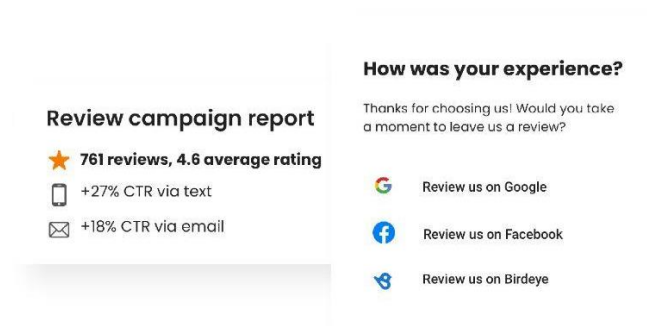 Review campaign report
761 reviews, 4.6 average rating
+27% CTR via text
+18% CTR via email
How was your experience?
Thanks for choosing us! Would you take
a moment to leave us a review?
Review us on Google
Review us on Facebook
Review us on Birdeye